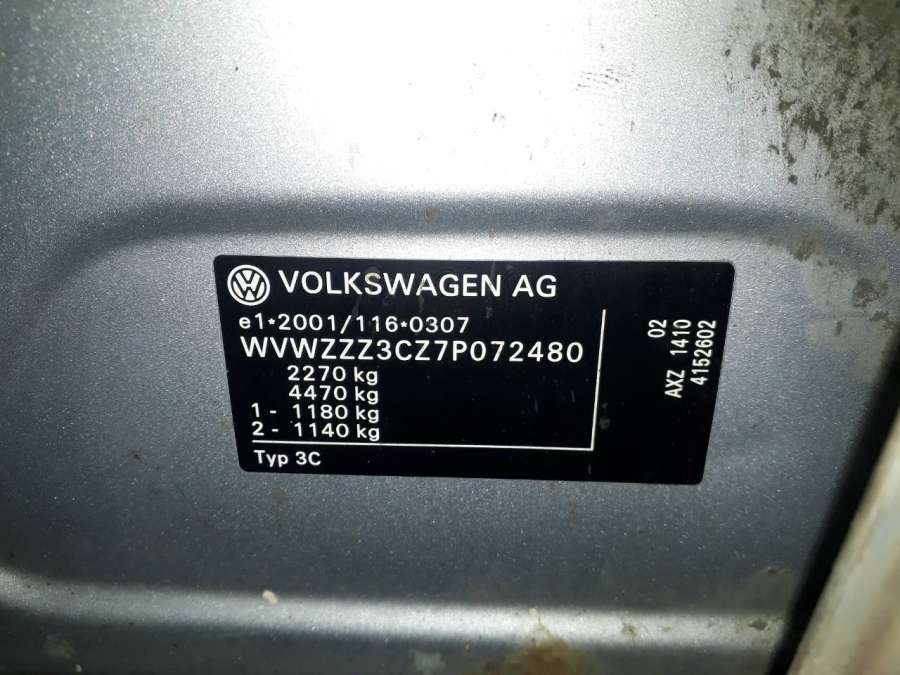 VOLKSWAGEN AG
e1*2001/116*0307
WVWZZZ3CZ7P072480
2270 kg
4470 kg
1 - 1180 kg
2 - 1140 kg
Typ 3C
02
AXZ 1410
4152602